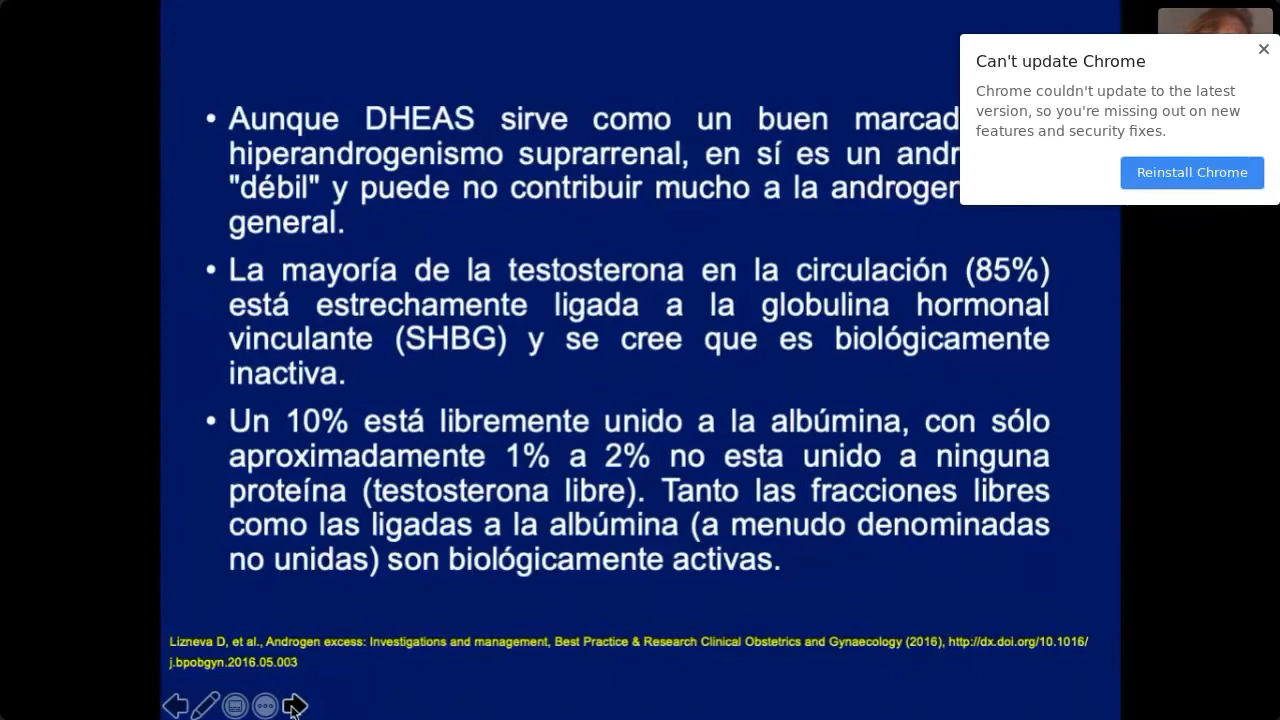 • Aunque DHEAS sirve como un buen
hiperandrogenismo suprarrenal, en sí es un
"débil" y puede no contribuir mucho a la
general.
• La mayoría de la testosterona en la circulación (85%)
está estrechamente ligada a la globulina hormonal
vinculante (SHBG) y se cree que es biológicamente
inactiva.
• Un 10% está libremente unido a la albúmina, con sólo
aproximadamente 1% a 2% no esta unido a ninguna
proteína (testosterona libre). Tanto las fracciones libres
como las ligadas a la albúmina (a menudo denominadas
no unidas) son biológicamente activas.
Lizneva D, et al., Androgen excess: Investigations and management, Best Practice & Research Clinical Obstetrics and Gynaecology (2016), http://dx.doi.org/10.1016/
j.bpobgyn.2016.05.003
Can't update Chrome
Chrome couldn't update to the latest
version, so you're missing out on new
features and security fixes.
Reinstall Chrome